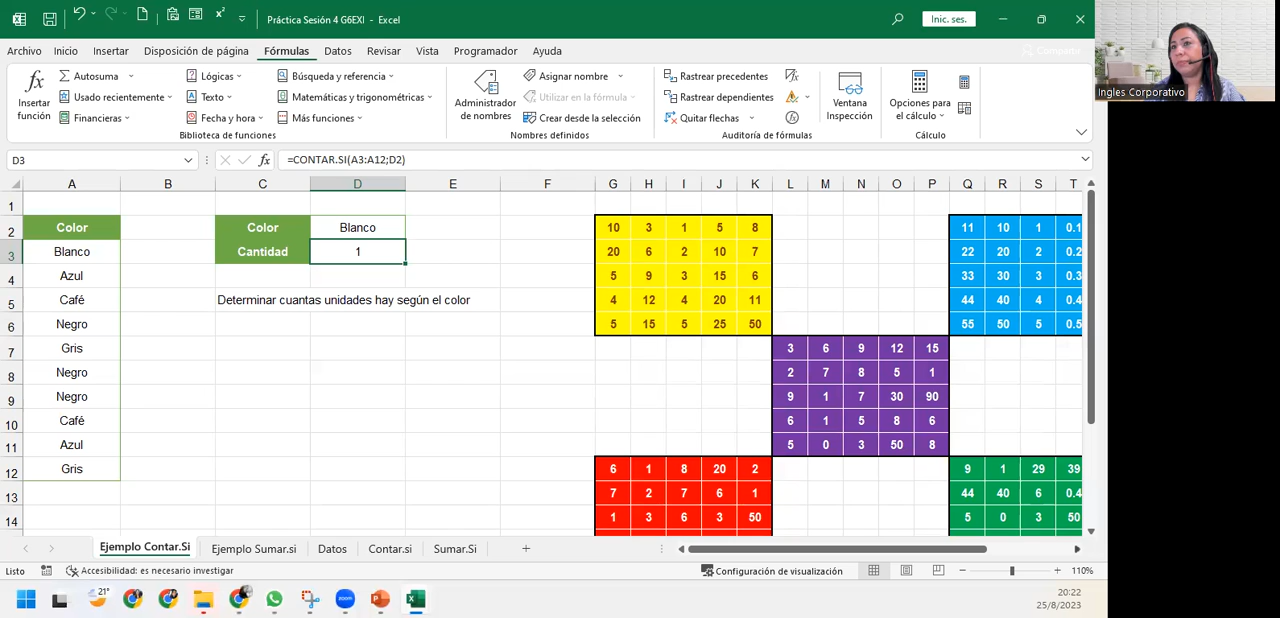 Práctica Sesión 4 G6EXI - Excel
Inic. ses.
Archivo Inicio Insertar Disposición de página Fórmulas Datos Revisar Vista Programador Ayuda
Compartir
Insertar función
Autosuma
Usado recientemente
Financieras
Lógicas
Texto
Fecha y hora
Búsqueda y referencia
Matemáticas y trigonométricas
Más funciones
Biblioteca de funciones
Administrador de nombres
Asignar nombre
Utilizar en la fórmula
Crear desde la selección
Nombres definidos
Rastrear precedentes
Rastrear dependientes
Quitar flechas
Auditoría de fórmulas
Ventana Inspección
Opciones para el cálculo
Cálculo
Ingles Corporativo
D3 fx =CONTAR.SI(A3:A12;D2)
A B C D E F G H I J K L M N O P Q R S T
1
2 Color Color Blanco 10 3 1 5 8 11 10 1 0.1
3 Blanco Cantidad 1 20 6 2 10 7 22 20 2 0.2
4 Azul 5 9 3 15 6 33 30 3 0.3
5 Café Determinar cuantas unidades hay según el color 4 12 4 20 11 44 40 4 0.4
6 Negro 5 15 5 25 50 55 50 5 0.5
7 Gris 3 6 9 12 15
8 Negro 2 7 8 5 1
9 Negro 9 1 7 30 90
10 Café 6 1 5 8 6
11 Azul 5 0 3 50 8
12 Gris 6 1 8 20 2 9 1 29 39
13 7 2 7 6 1 44 40 6 0.4
14 1 3 6 3 50 5 0 3 50
Ejemplo Contar.Si Ejemplo Sumar.si Datos Contar.si Sumar.Si
Listo Accesibilidad: es necesario investigar Configuración de visualización 110%
21°
20:22
25/8/2023